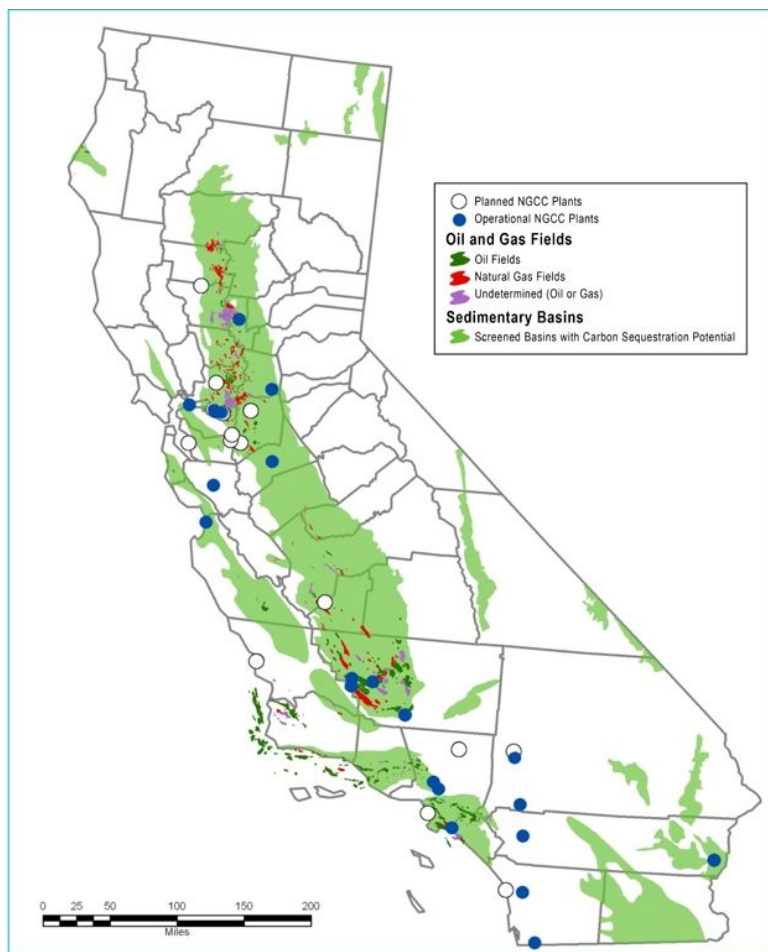 Planned NGCC Plants
Operational NGCC Plants
Oil and Gas Fields
Oil Fields
Natural Gas Fields
Undetermined (Oil or Gas)
Sedimentary Basins
Screened Basins with Carbon Sequestration Potential
0 25 50 100 150 200
Miles